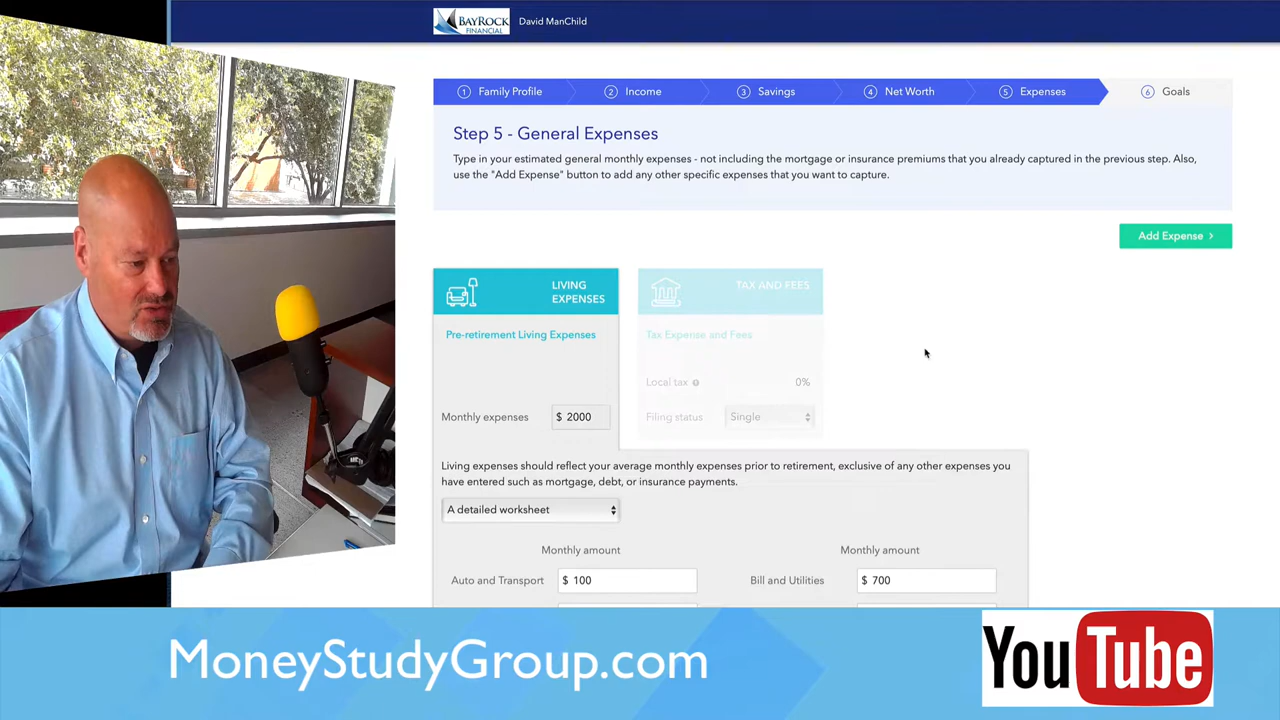 BAYROCK
FINANCIAL
David ManChild
1 Family Profile
2 Income
3 Savings
4 Net Worth
5 Expenses
6 Goals
Step 5 - General Expenses
Type in your estimated general monthly expenses - not including the mortgage or insurance premiums that you already captured in the previous step. Also,
use the "Add Expense" button to add any other specific expenses that you want to capture.
Add Expense >
LIVING
EXPENSES
TAX AND FEES
Pre-retirement Living Expenses
Tax Expense and Fees
Local tax
0%
Monthly expenses
$ 2000
Filing status
Single
Living expenses should reflect your average monthly expenses prior to retirement, exclusive of any other expenses you
have entered such as mortgage, debt, or insurance payments.
A detailed worksheet
Monthly amount
Monthly amount
Auto and Transport
$ 100
Bill and Utilities
$ 700
MoneyStudyGroup.com
YouTube